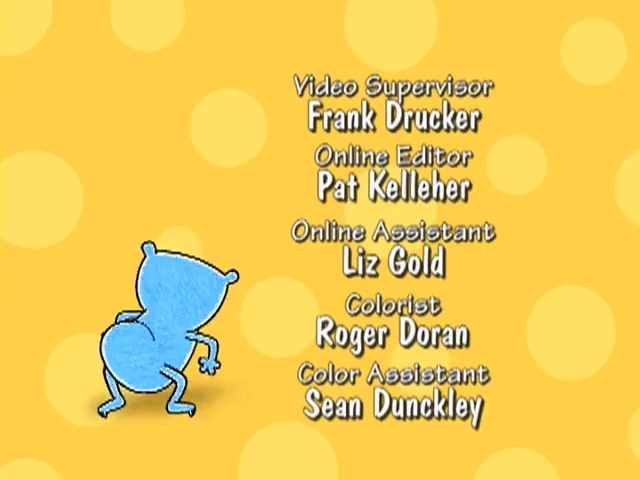 Video Supervisor
Frank Drucker
Online Editor
Pat Kelleher
Online Assistant
Liz Gold
Colorist
Roger Doran
Color Assistant
Sean Dunckley